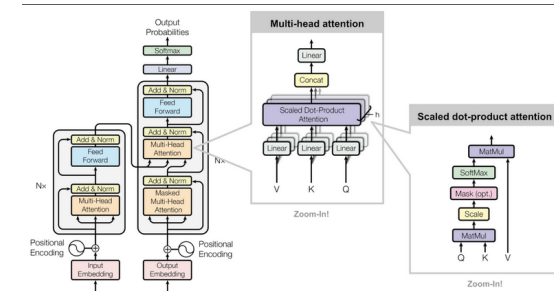 Output
Probabilities
Softmax
Linear
Add & Norm
Feed
Forward
Add & Norm
Multi-Head
Attention
Add & Norm
Masked
Multi-Head
Attention
Nx
Positional
Encoding
Output
Embedding
Add & Norm
Feed
Forward
Nx
Add & Norm
Multi-Head
Attention
Positional
Encoding
Input
Embedding
Multi-head attention
Linear
Concat
Scaled Dot-Product
Attention
h
Linear
Linear
Linear
V
K
Q
Zoom-In!
Scaled dot-product attention
MatMul
SoftMax
Mask (opt.)
Scale
MatMul
Q
K
V
Zoom-In!